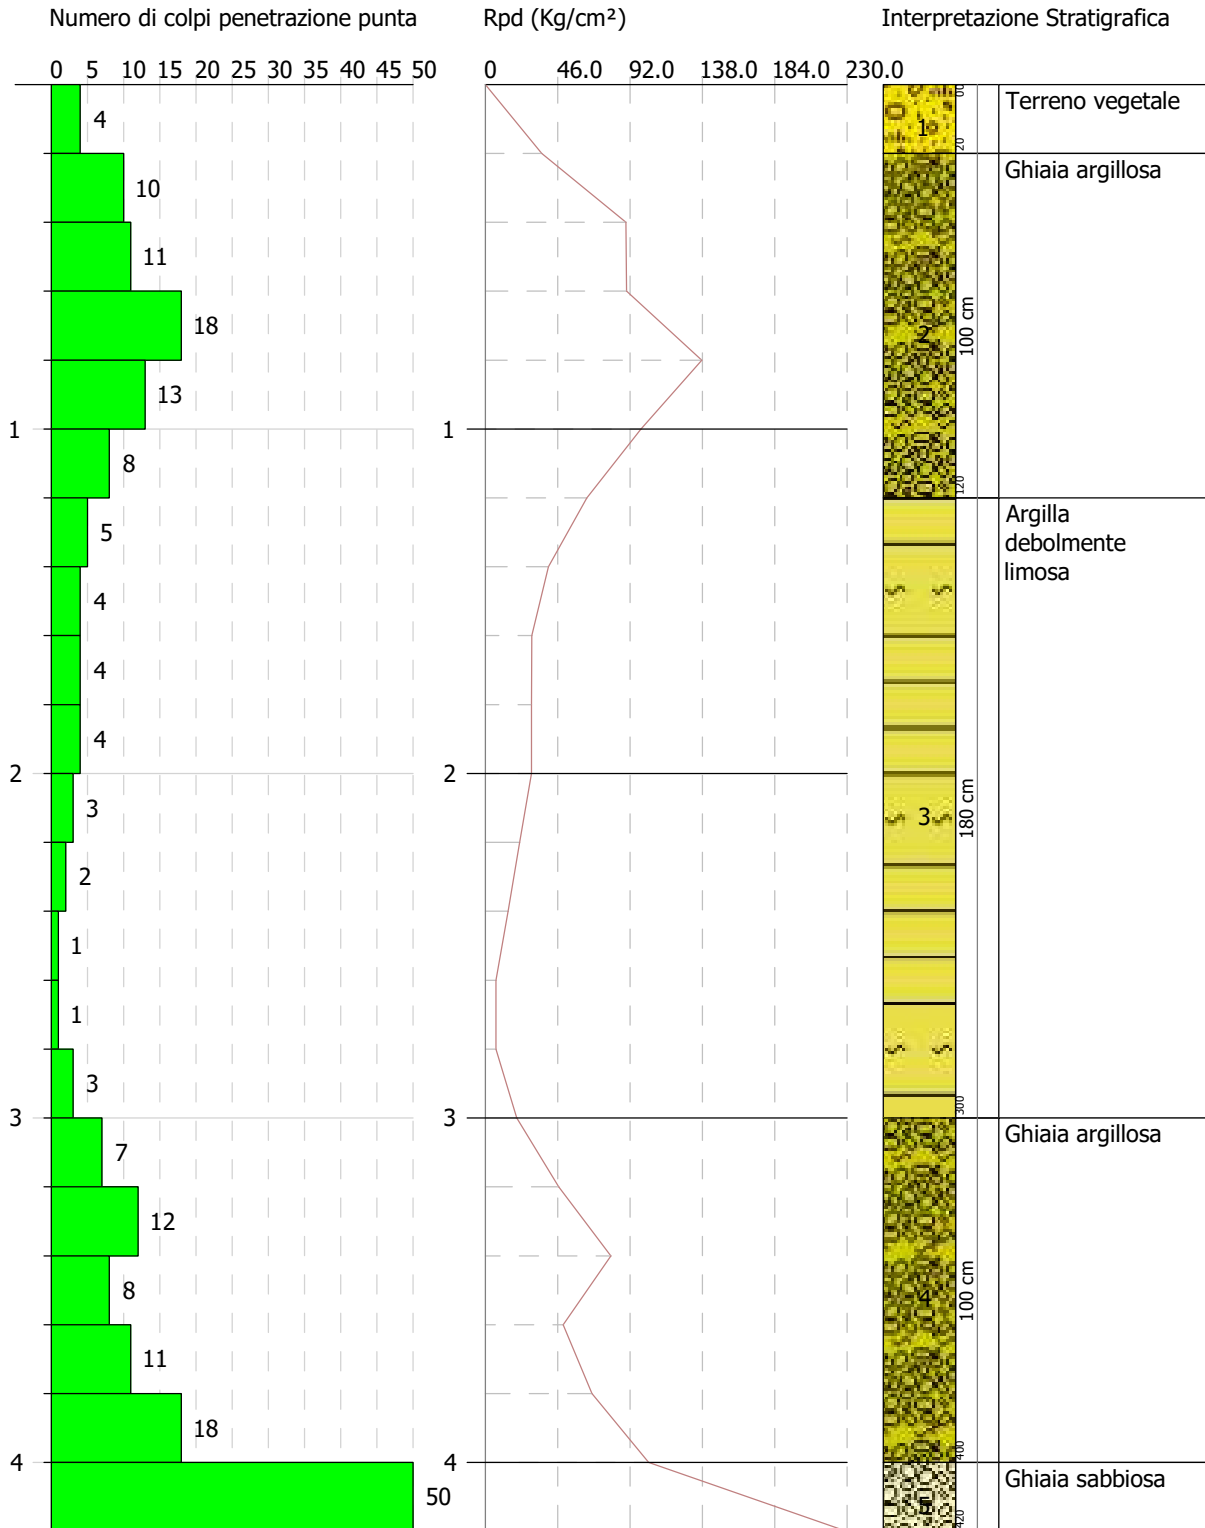 Numero di colpi penetrazione punta
Rpd (Kg/cm²)
Interpretazione Stratigrafica
0 5 10 15 20 25 30 35 40 45 50
0 46.0 92.0 138.0 184.0 230.0
4
10
11
18
13
8
5
4
4
4
3
2
1
1
3
7
12
8
11
18
50
1
2
3
4
1
2
3
4
1
20
Terreno vegetale
2
100 cm
120
Ghiaia argillosa
3
180 cm
300
Argilla
debolmente
limosa
4
100 cm
400
Ghiaia argillosa
5
420
Ghiaia sabbiosa